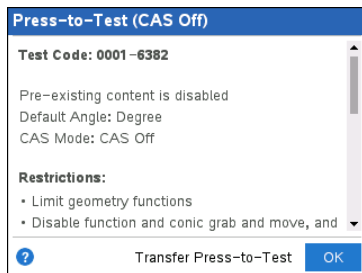 Press-to-Test (CAS Off)
Test Code: 0001-6382
Pre-existing content is disabled
Default Angle: Degree
CAS Mode: CAS Off
Restrictions:
• Limit geometry functions
• Disable function and conic grab and move, and
? Transfer Press-to-Test OK